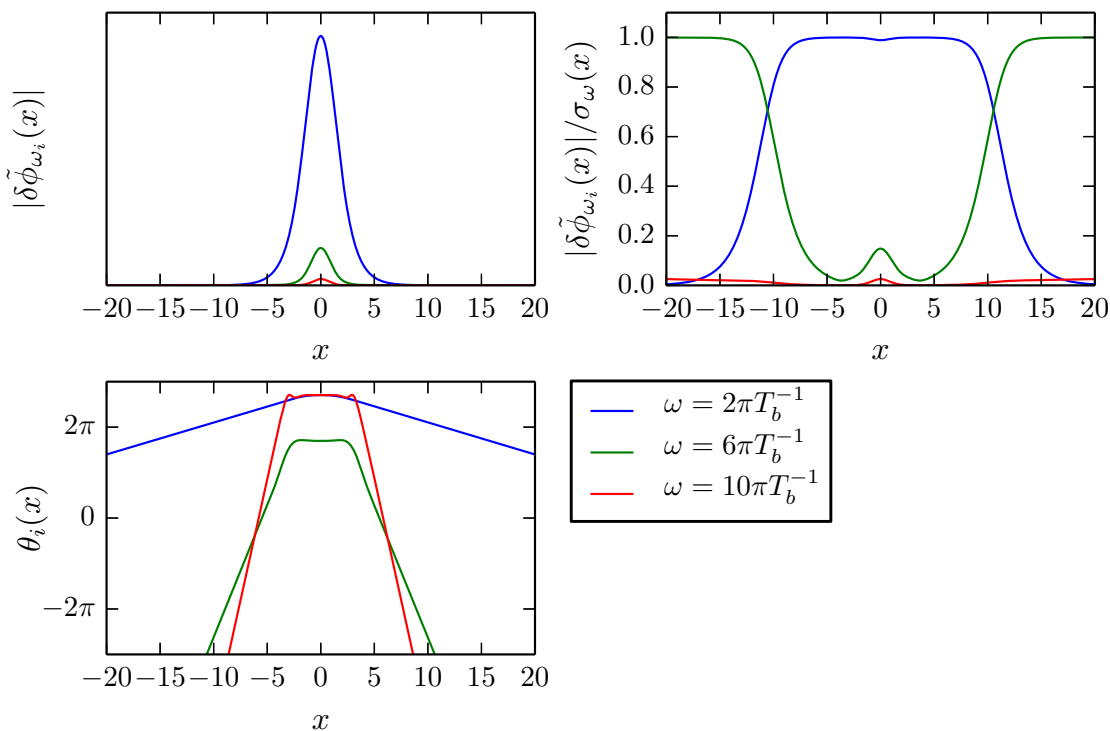 |δφ̃_{ω_i}(x)|
−20 −15 −10 −5 0 5 10 15 20
x
|δφ̃_{ω_i}(x)|/σ_ω(x)
1.0
0.8
0.6
0.4
0.2
0.0
−20 −15 −10 −5 0 5 10 15 20
x
θ_i(x)
2π
0
−2π
−20 −15 −10 −5 0 5 10 15 20
x
ω = 2πT_b^{−1}
ω = 6πT_b^{−1}
ω = 10πT_b^{−1}